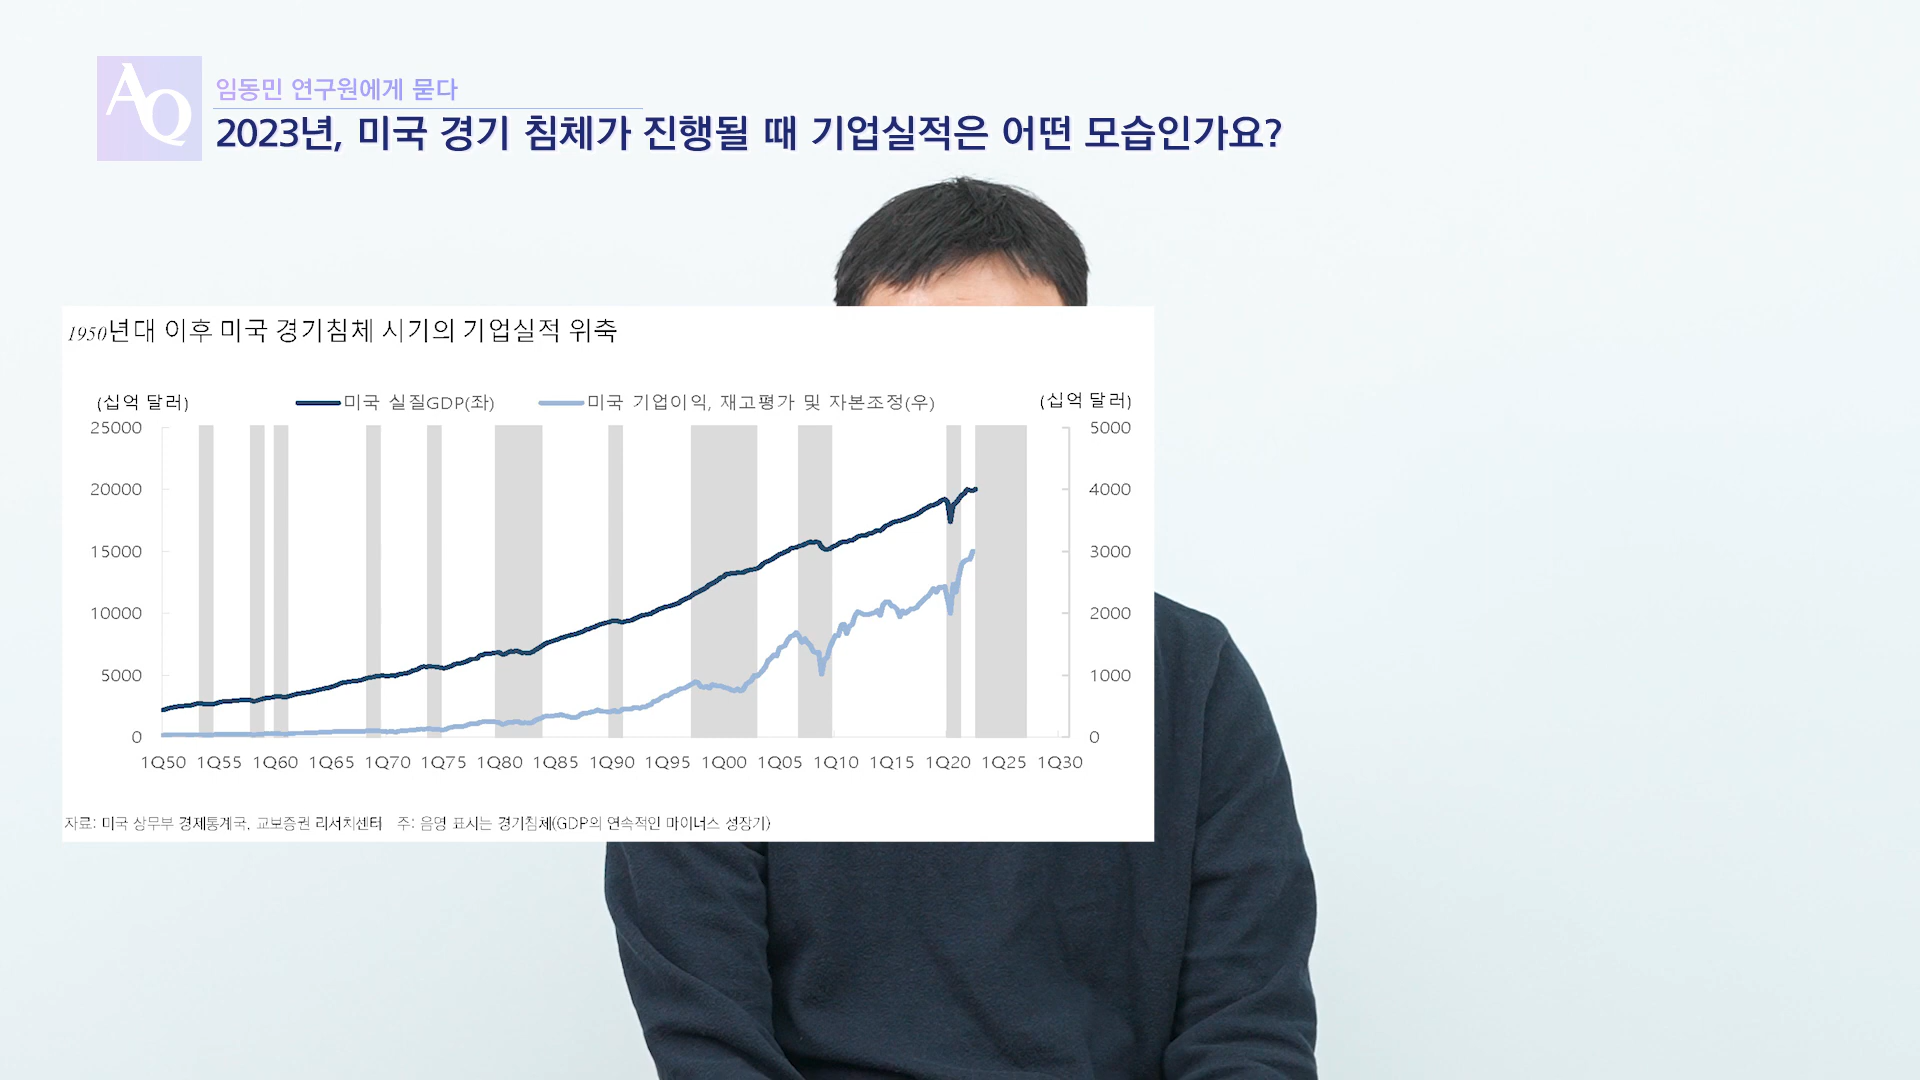 AQ
임동민 연구원에게 묻다
2023년, 미국 경기 침체가 진행될 때 기업실적은 어떤 모습인가요?
1950년대 이후 미국 경기침체 시기의 기업실적 위축
(십억 달러) 미국 실질GDP(좌) 미국 기업이익, 재고평가 및 자본조정(우) (십억 달러)
25000 5000
20000 4000
15000 3000
10000 2000
5000 1000
0 0
1Q50 1Q55 1Q60 1Q65 1Q70 1Q75 1Q80 1Q85 1Q90 1Q95 1Q00 1Q05 1Q10 1Q15 1Q20 1Q25 1Q30
자료: 미국 상무부 경제통계국, 교보증권 리서치센터 주: 음영 표시는 경기침체(GDP의 연속적인 마이너스 성장기)